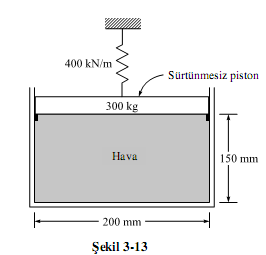 400 kN/m
Sürtünmesiz piston
300 kg
Hava
150 mm
200 mm
Şekil 3-13